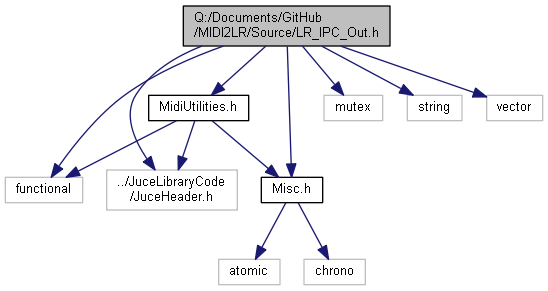 Q:/Documents/GitHub
/MIDI2LR/Source/LR_IPC_Out.h
MidiUtilities.h
mutex
string
vector
functional
../JuceLibraryCode
/JuceHeader.h
Misc.h
atomic
chrono